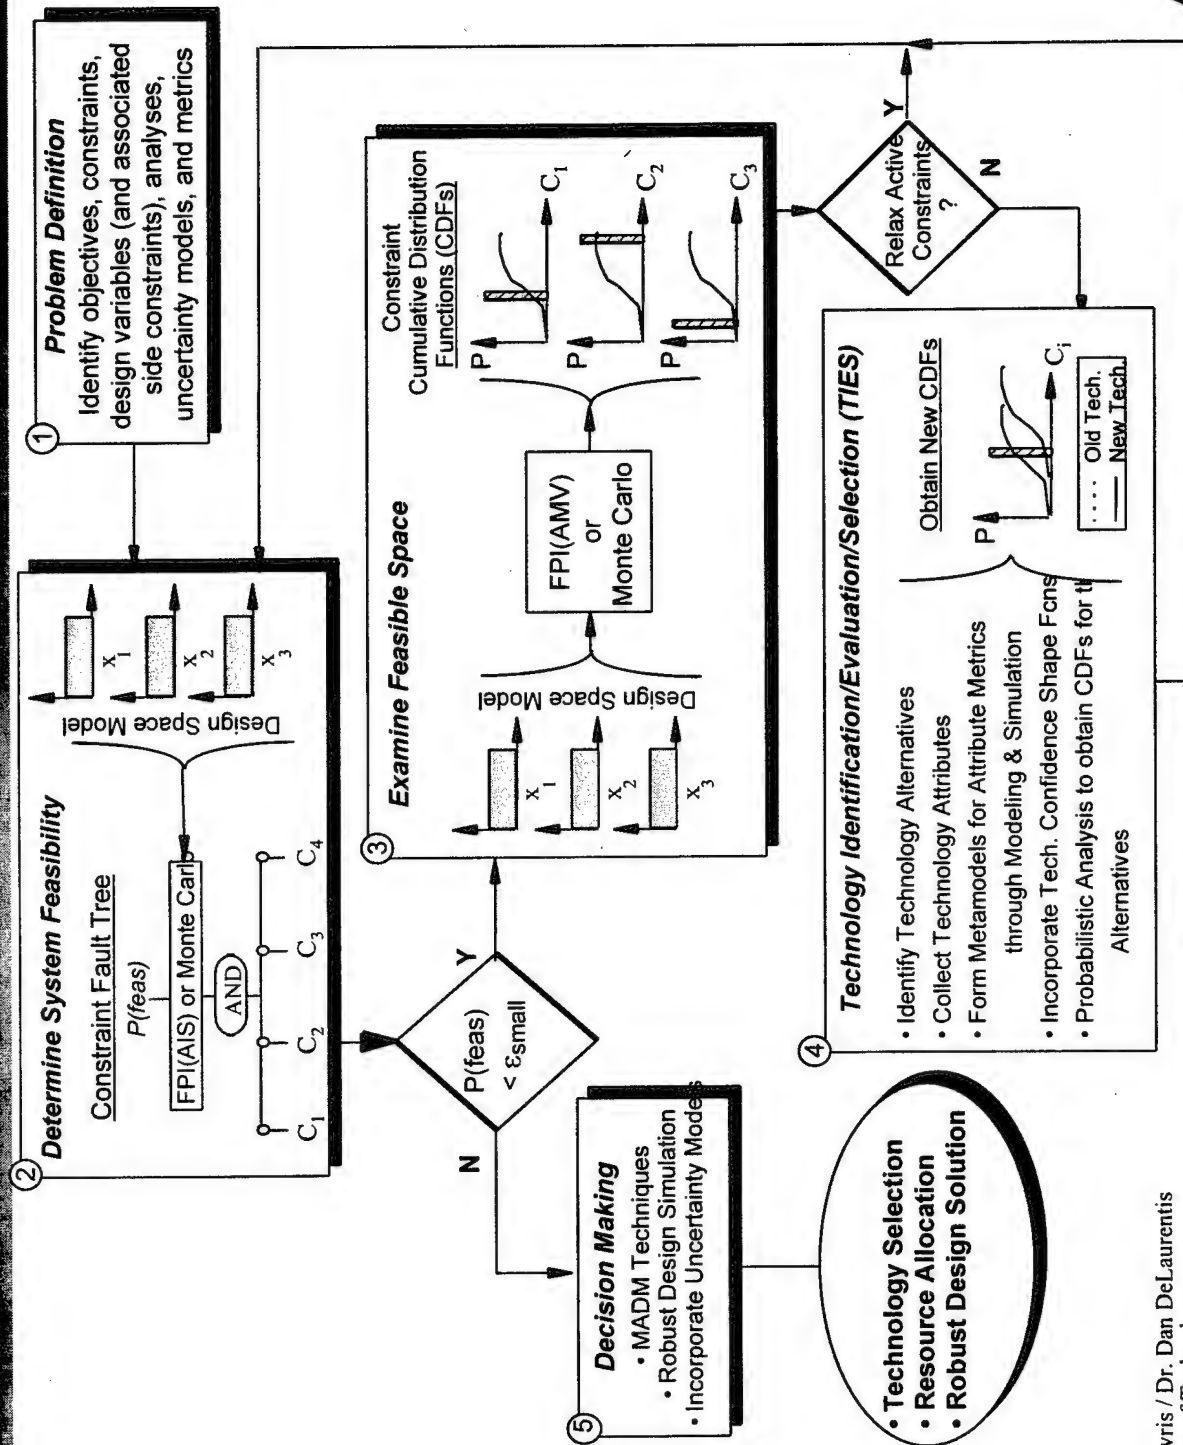 1
Problem Definition
Identify objectives, constraints,
design variables (and associated
side constraints), analyses,
uncertainty models, and metrics
2
Determine System Feasibility
Constraint Fault Tree
P(feas)
FPI(AIS) or Monte Carlo
AND
C1 C2 C3 C4
Design Space Model
x1
x2
x3
P(feas)
< εsmall
N
Y
3
Examine Feasible Space
Design Space Model
x1
x2
x3
FPI(AMV)
or
Monte Carlo
Constraint
Cumulative Distribution
Functions (CDFs)
P
C1
P
C2
P
C3
Relax Active
Constraints
?
Y
N
4
Technology Identification/Evaluation/Selection (TIES)
• Identify Technology Alternatives
• Collect Technology Attributes
• Form Metamodels for Attribute Metrics
through Modeling & Simulation
• Incorporate Tech. Confidence Shape Fcns
• Probabilistic Analysis to obtain CDFs for th
Alternatives
Obtain New CDFs
P
Ci
Old Tech.
New Tech
5
Decision Making
• MADM Techniques
• Robust Design Simulation
• Incorporate Uncertainty Models
• Technology Selection
• Resource Allocation
• Robust Design Solution
vris / Dr. Dan DeLaurentis